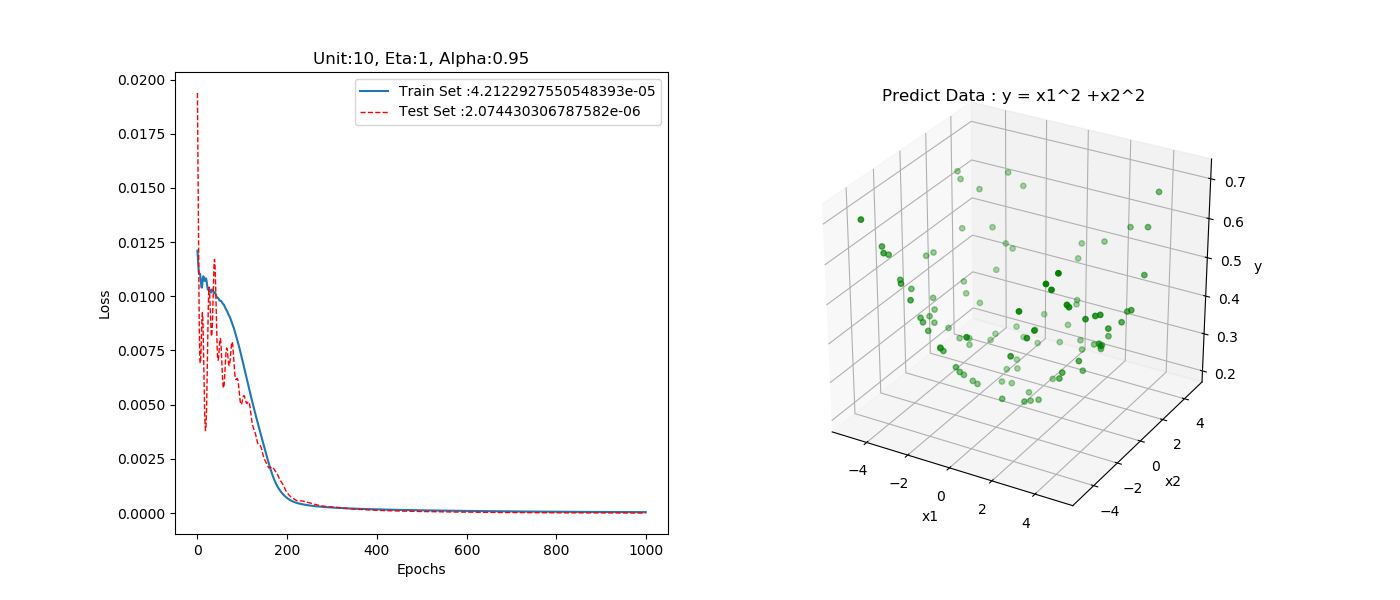 Unit:10, Eta:1, Alpha:0.95
Train Set :4.2122927550548393e-05
Test Set :2.074430306787582e-06
0.0200
0.0175
0.0150
0.0125
0.0100
0.0075
0.0050
0.0025
0.0000
Loss
0 200 400 600 800 1000
Epochs
Predict Data : y = x1^2 +x2^2
0.7
0.6
0.5
0.4
0.3
0.2
y
−4 −2 0 2 4
x1
4
2
0
−2
−4
x2